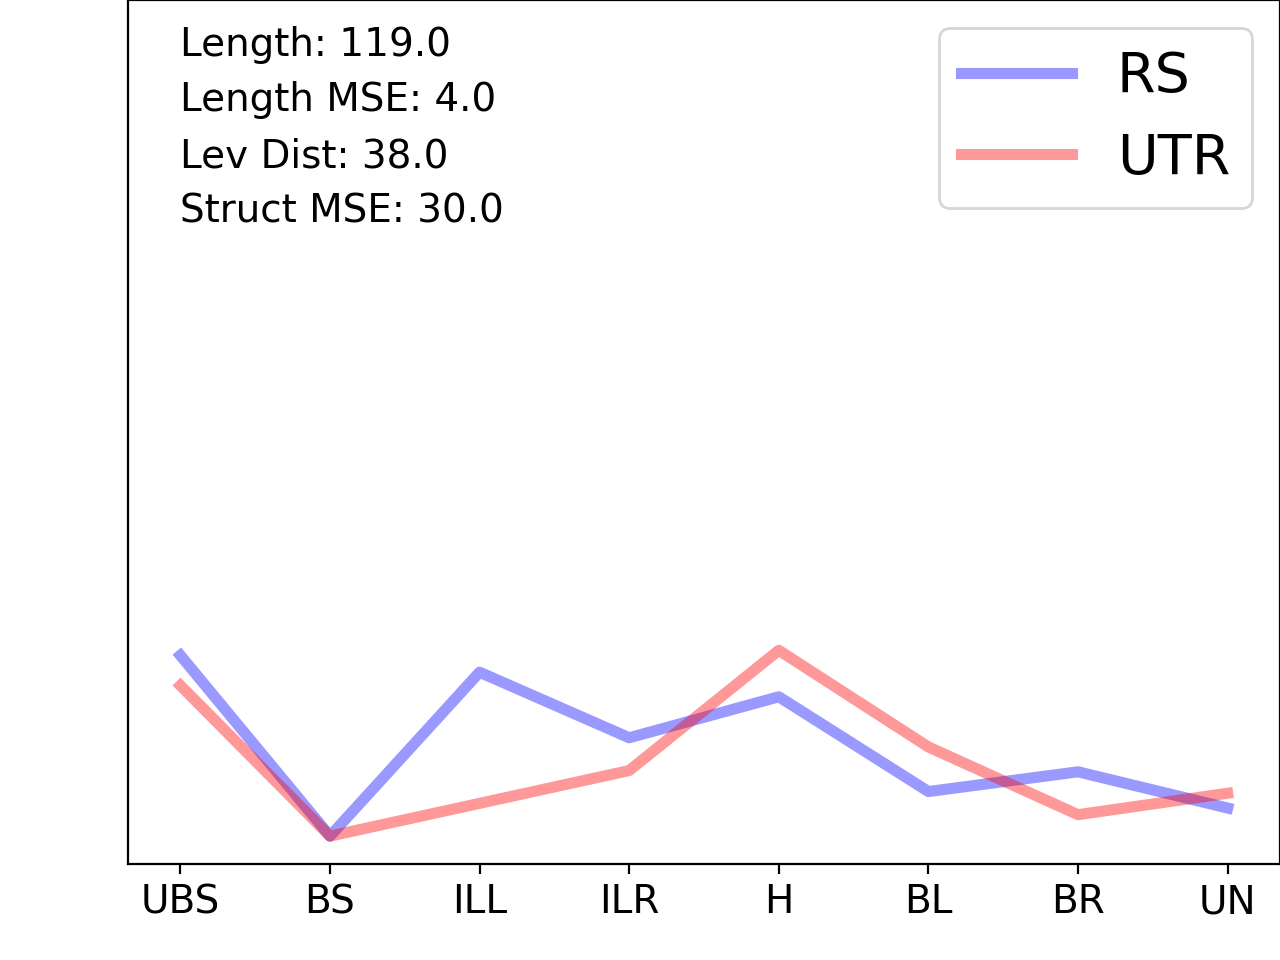 Length: 119.0
Length MSE: 4.0
Lev Dist: 38.0
Struct MSE: 30.0
RS
UTR
UBS BS ILL ILR H BL BR UN